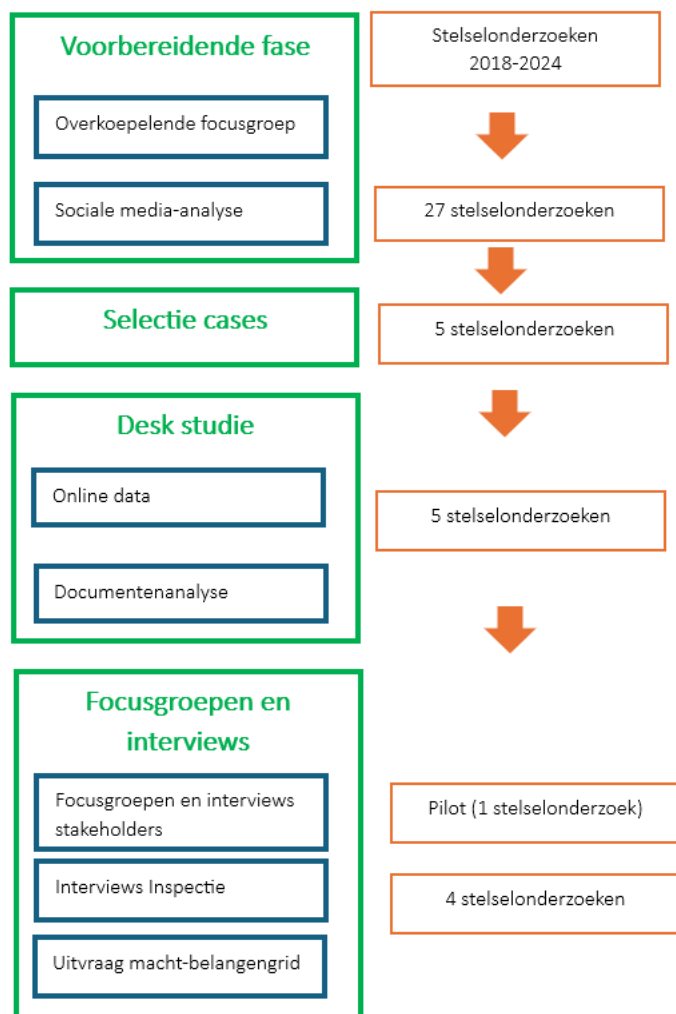 Voorbereidende fase
Overkoepelende focusgroep
Sociale media-analyse
Stelselonderzoeken
2018-2024
27 stelselonderzoeken
Selectie cases
5 stelselonderzoeken
Desk studie
Online data
Documentenanalyse
5 stelselonderzoeken
Focusgroepen en
interviews
Focusgroepen en interviews
stakeholders
Interviews Inspectie
Uitvraag macht-belangengrid
Pilot (1 stelselonderzoek)
4 stelselonderzoeken